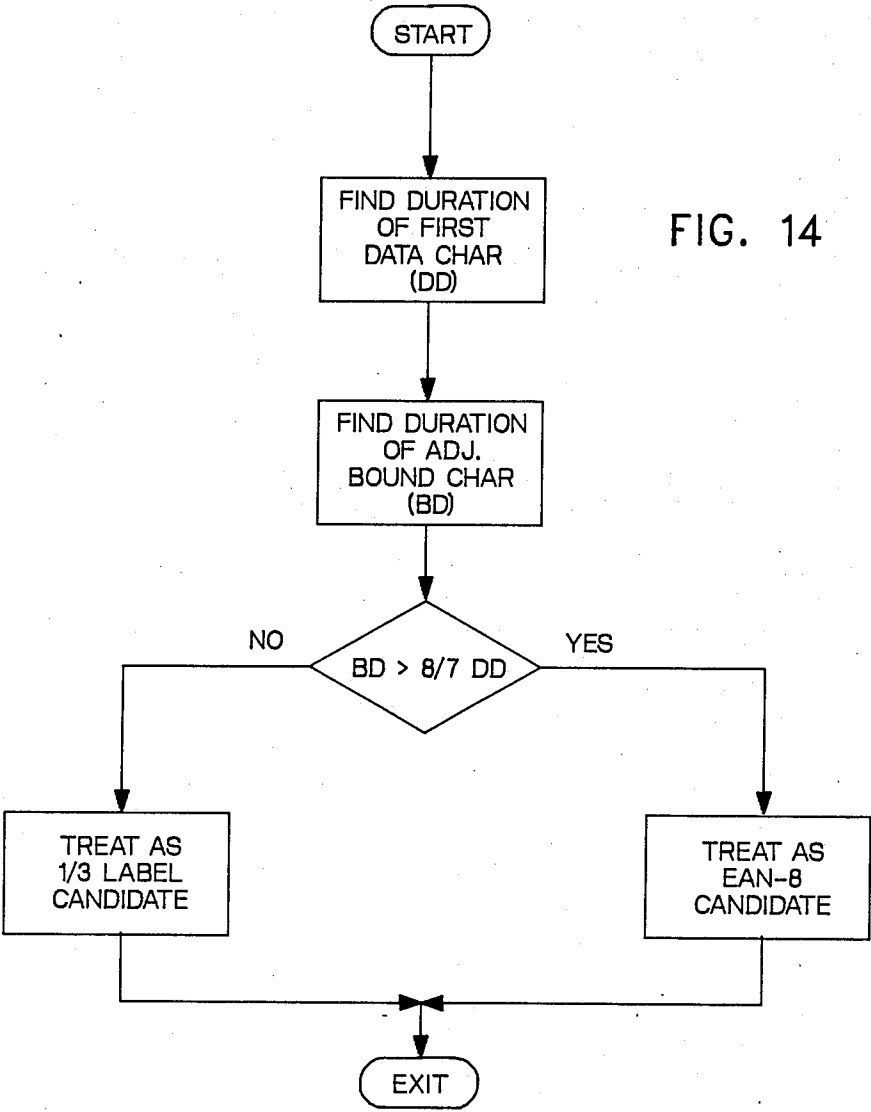 START
FIND DURATION
OF FIRST
DATA CHAR
(DD)
FIG. 14
FIND DURATION
OF ADJ.
BOUND CHAR
(BD)
NO
BD > 8/7 DD
YES
TREAT AS
1/3 LABEL
CANDIDATE
TREAT AS
EAN-8
CANDIDATE
EXIT